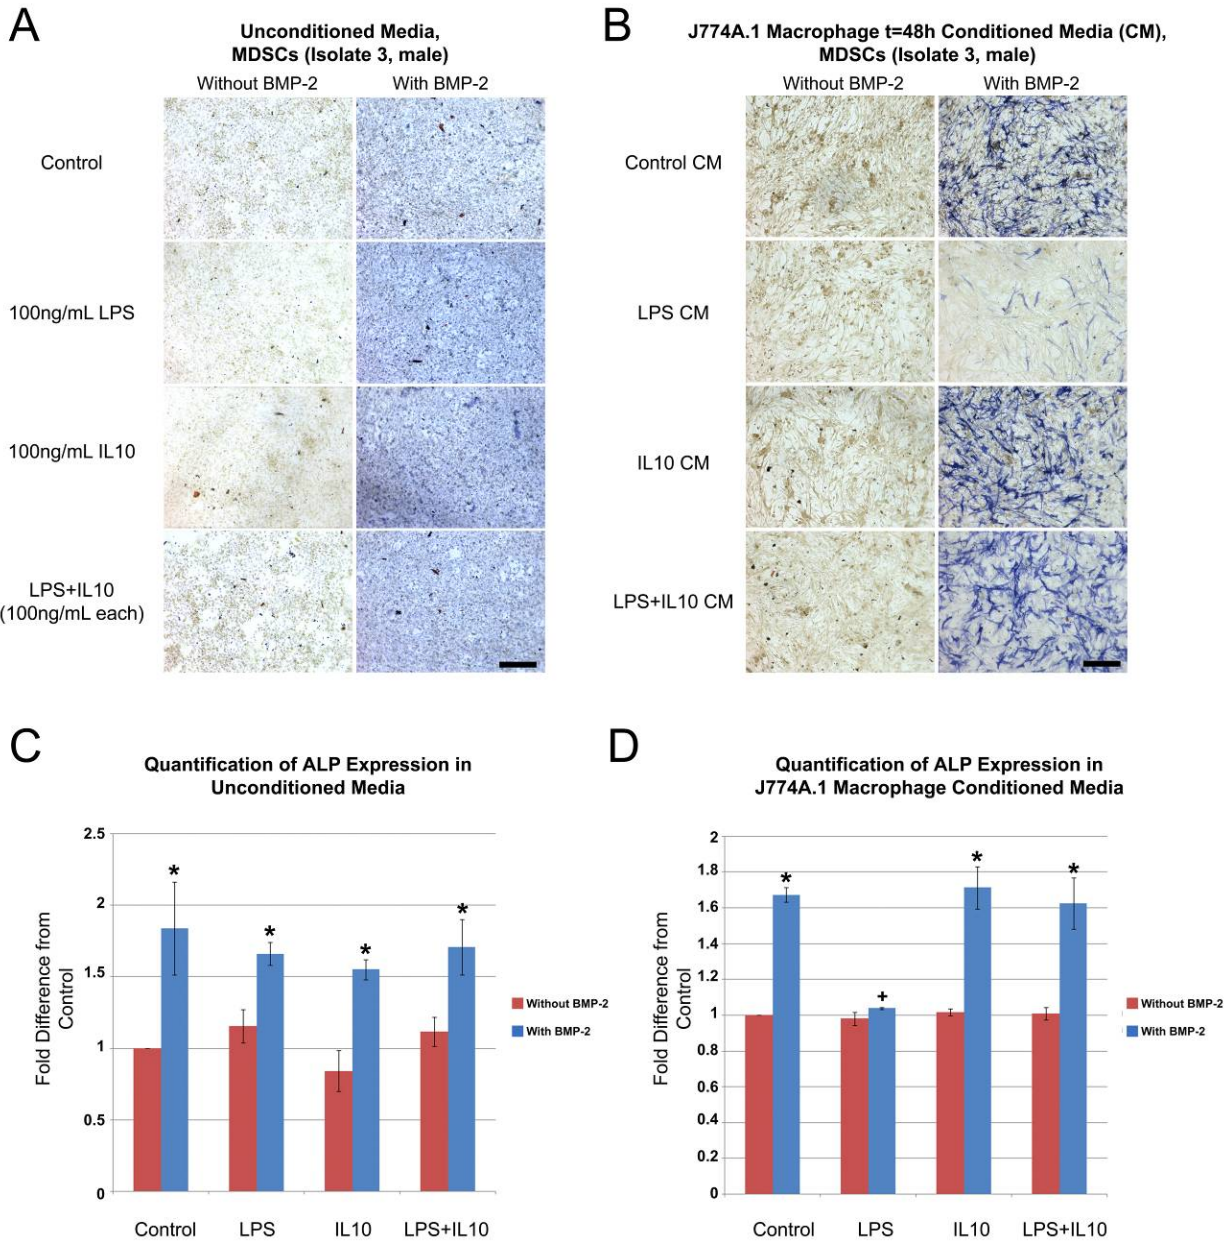 A
Unconditioned Media,
MDSCs (Isolate 3, male)
Without BMP-2
With BMP-2
Control
100ng/mL LPS
100ng/mL IL10
LPS+IL10
(100ng/mL each)
B
J774A.1 Macrophage t=48h Conditioned Media (CM),
MDSCs (Isolate 3, male)
Without BMP-2
With BMP-2
Control CM
LPS CM
IL10 CM
LPS+IL10 CM
C
Quantification of ALP Expression in
Unconditioned Media
Fold Difference from
Control
2.5
2
1.5
1
0.5
0
*
*
*
*
Control
LPS
IL10
LPS+IL10
Without BMP-2
With BMP-2
D
Quantification of ALP Expression in
J774A.1 Macrophage Conditioned Media
Fold Difference from
Control
2
1.8
1.6
1.4
1.2
1
0.8
0.6
0.4
0.2
0
*
+
*
*
Control
LPS
IL10
LPS+IL10
Without BMP-2
With BMP-2